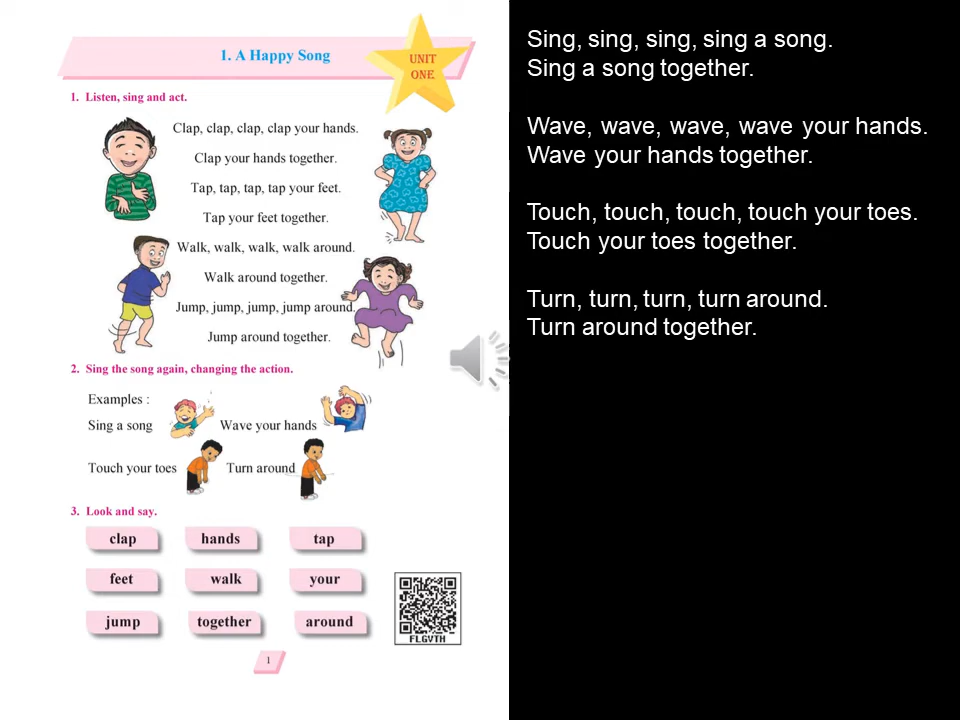 1. A Happy Song
UNIT
ONE
1. Listen, sing and act.
Clap, clap, clap, clap your hands.
Clap your hands together.
Tap, tap, tap, tap your feet.
Tap your feet together.
Walk, walk, walk, walk around.
Walk around together.
Jump, jump, jump, jump around.
Jump around together.
2. Sing the song again, changing the action.
Examples :
Sing a song Wave your hands
Touch your toes Turn around
3. Look and say.
clap hands tap
feet walk your
jump together around
FLGVTH
1
Sing, sing, sing, sing a song.
Sing a song together.
Wave, wave, wave, wave your hands.
Wave your hands together.
Touch, touch, touch, touch your toes.
Touch your toes together.
Turn, turn, turn, turn around.
Turn around together.